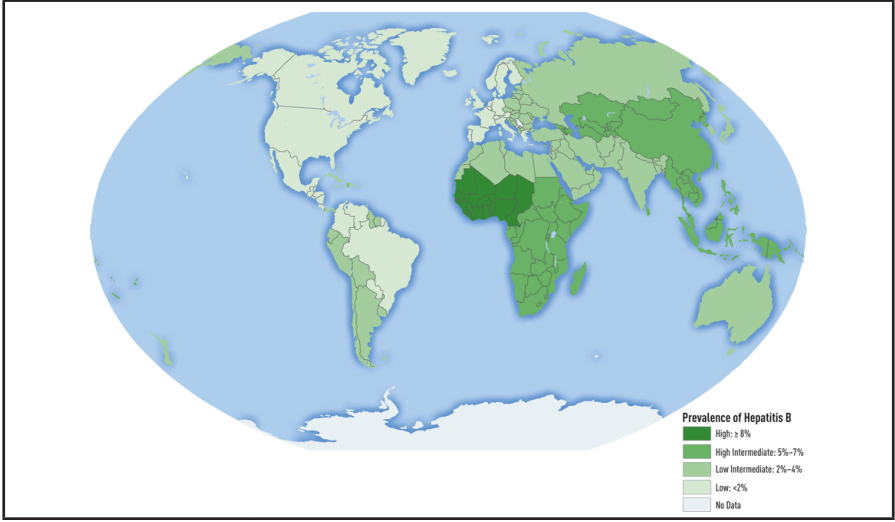 Prevalence of Hepatitis B
High: ≥ 8%
High Intermediate: 5%–7%
Low Intermediate: 2%–4%
Low: <2%
No Data